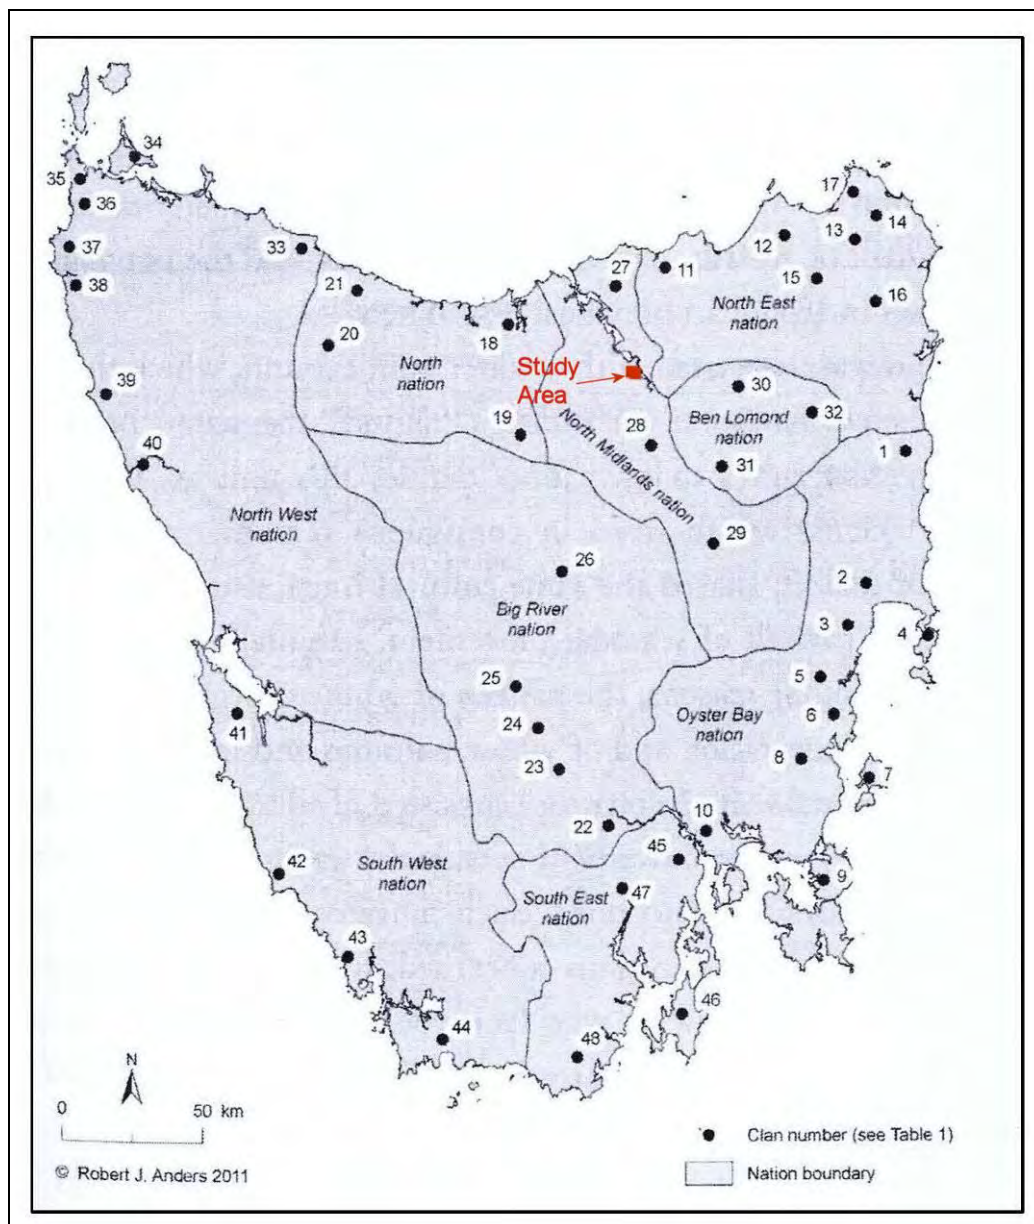 34
35
36
17
14
37
33
12
13
27
11
38
21
15
16
North East
nation
20
18
North
nation
Study
Area
30
39
32
Ben Lomond
nation
19
28
1
40
31
North Midlands
nation
North West
nation
29
26
2
Big River
nation
3
4
25
5
41
24
Oyster Bay
nation
6
23
8
7
22
10
45
42
South West
nation
9
South East
nation
47
43
46
44
48
N
0
50 km
Clan number (see Table 1)
© Robert J. Anders 2011
Nation boundary